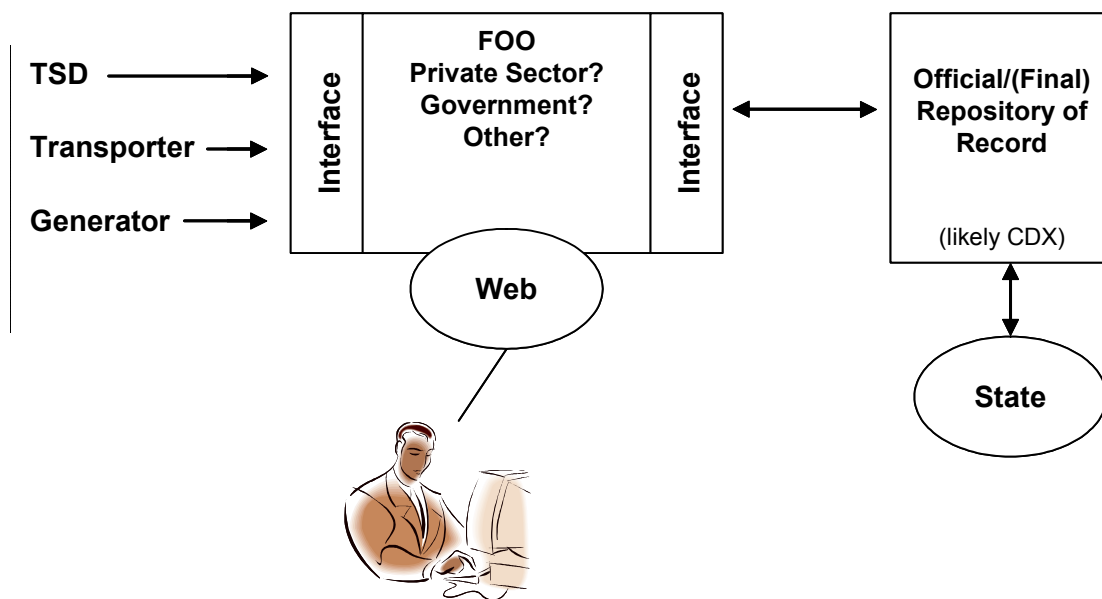 TSD
Transporter
Generator
Interface
FOO
Private Sector?
Government?
Other?
Interface
Web
Official/(Final)
Repository of
Record
(likely CDX)
State